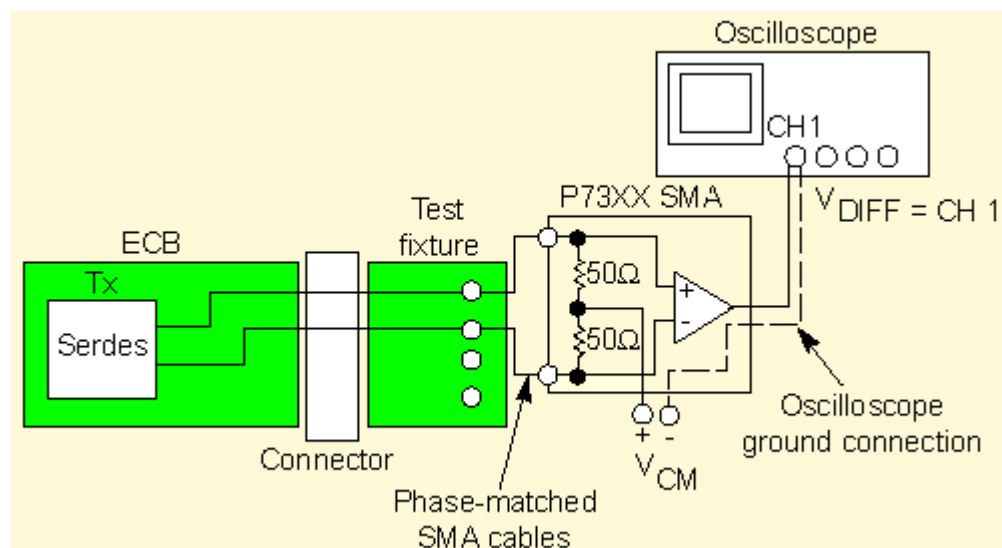 Oscilloscope
CH1
P73XX SMA
V DIFF = CH 1
Test
fixture
ECB
Tx
Serdes
50Ω
50Ω
+
-
+ -
V CM
Connector
Oscilloscope
ground connection
Phase-matched
SMA cables